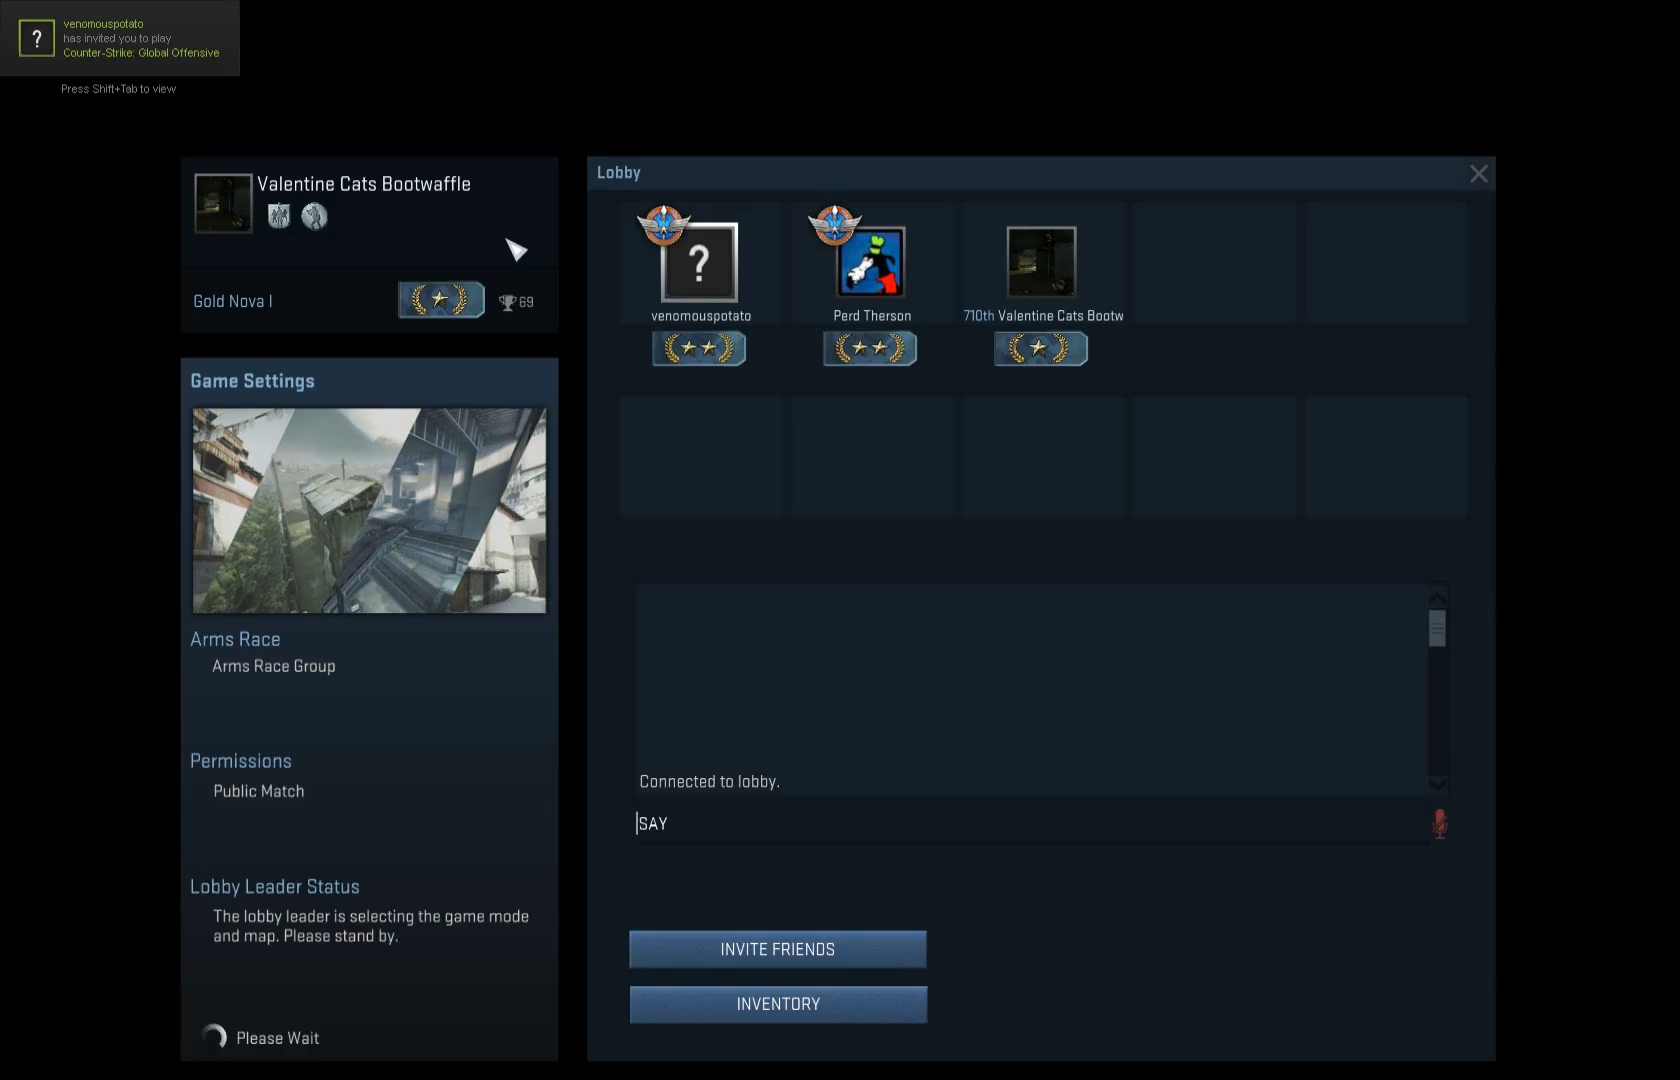 venomouspotato
has invited you to play
Counter-Strike: Global Offensive
Press Shift+Tab to view
Valentine Cats Bootwaffle
Gold Nova I
69
Game Settings
Arms Race
Arms Race Group
Permissions
Public Match
Lobby Leader Status
The lobby leader is selecting the game mode
and map. Please stand by.
Please Wait
Lobby
?
venomouspotato
Perd Therson
710th Valentine Cats Bootw
Connected to lobby.
SAY
INVITE FRIENDS
INVENTORY